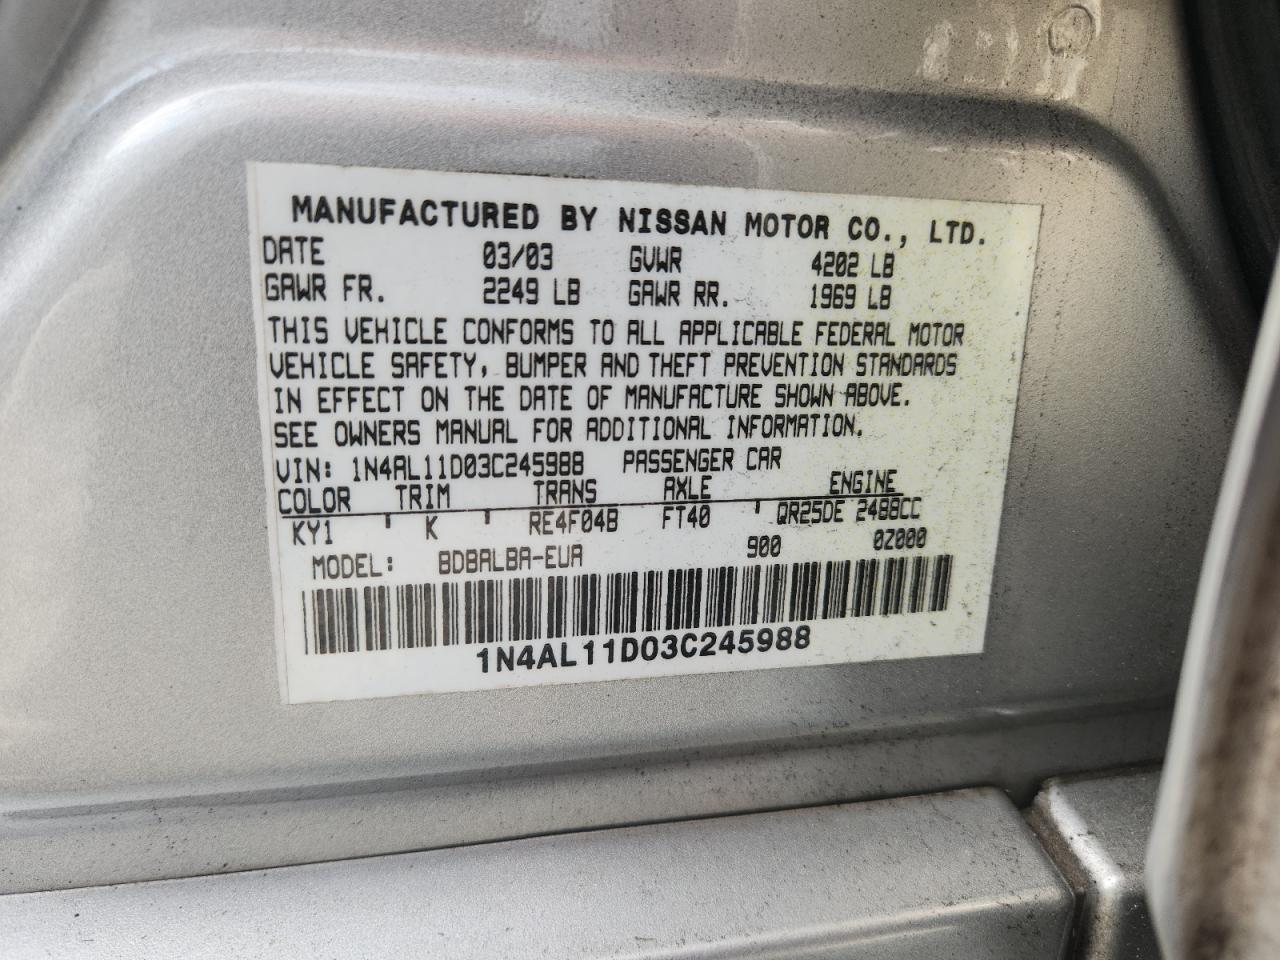 MANUFACTURED BY NISSAN MOTOR CO., LTD.
DATE 03/03 GVWR 4202 LB
GAWR FR. 2249 LB GAWR RR. 1969 LB
THIS VEHICLE CONFORMS TO ALL APPLICABLE FEDERAL MOTOR
VEHICLE SAFETY, BUMPER AND THEFT PREVENTION STANDARDS
IN EFFECT ON THE DATE OF MANUFACTURE SHOWN ABOVE.
SEE OWNERS MANUAL FOR ADDITIONAL INFORMATION.
VIN: 1N4AL11D03C245988 PASSENGER CAR
COLOR TRIM TRANS AXLE ENGINE
KY1 K RE4F04B FT40 QR25DE 2488CC
MODEL: BDBALBA-EUA 900 0Z000
1N4AL11D03C245988